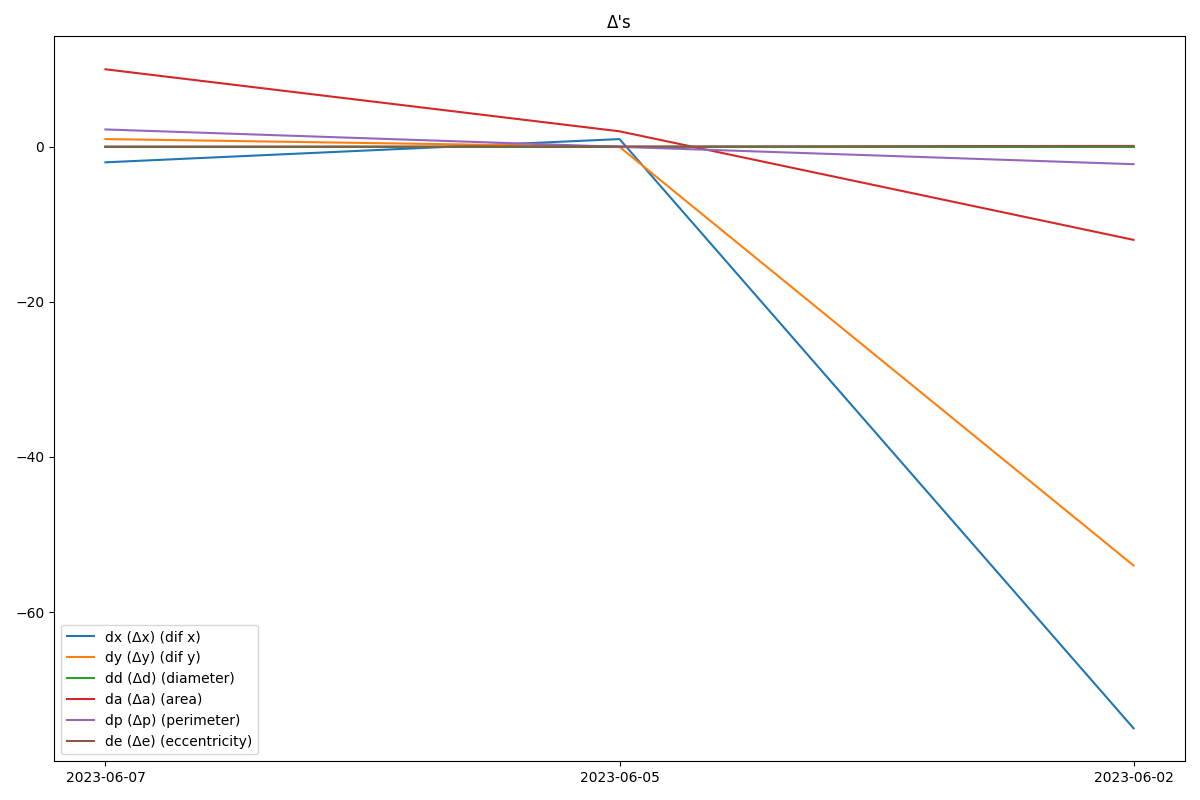 Δ's
0
−20
−40
−60
dx (Δx) (dif x)
dy (Δy) (dif y)
dd (Δd) (diameter)
da (Δa) (area)
dp (Δp) (perimeter)
de (Δe) (eccentricity)
2023-06-07
2023-06-05
2023-06-02